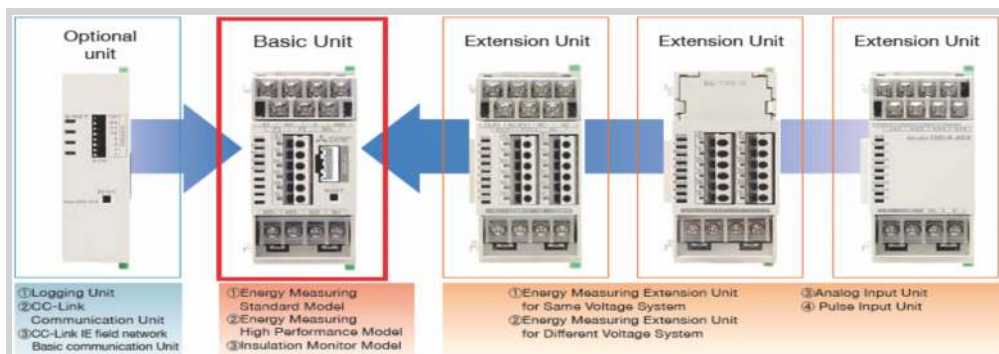 Optional
unit
Basic Unit
Extension Unit
Extension Unit
Extension Unit
①Logging Unit
②CC-Link
Communication Unit
③CC-Link IE field network
Basic communication Unit
①Energy Measuring
Standard Model
②Energy Measuring
High Performance Model
③Insulation Monitor Model
①Energy Measuring Extension Unit
for Same Voltage System
②Energy Measuring Extension Unit
for Different Voltage System
③Analog Input Unit
④ Pulse Input Unit